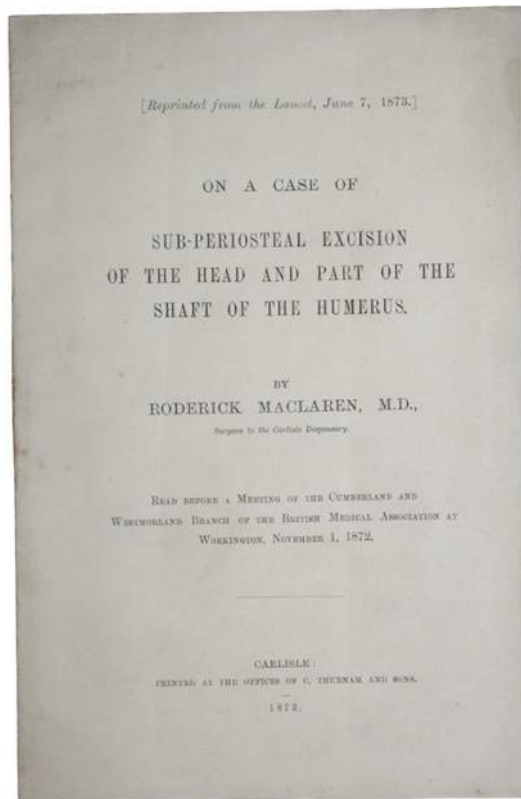 [Reprinted from the Lancet, June 7, 1873.]
ON A CASE OF
SUB-PERIOSTEAL EXCISION
OF THE HEAD AND PART OF THE
SHAFT OF THE HUMERUS.
BY
RODERICK MACLAREN, M.D.,
Surgeon to the Carlisle Dispensary.
READ BEFORE A MEETING OF THE CUMBERLAND AND
WESTMORLAND BRANCH OF THE BRITISH MEDICAL ASSOCIATION AT
WORKINGTON, NOVEMBER 1, 1872.
CARLISLE:
PRINTED AT THE OFFICES OF C. THURNAM AND SONS.
1873.